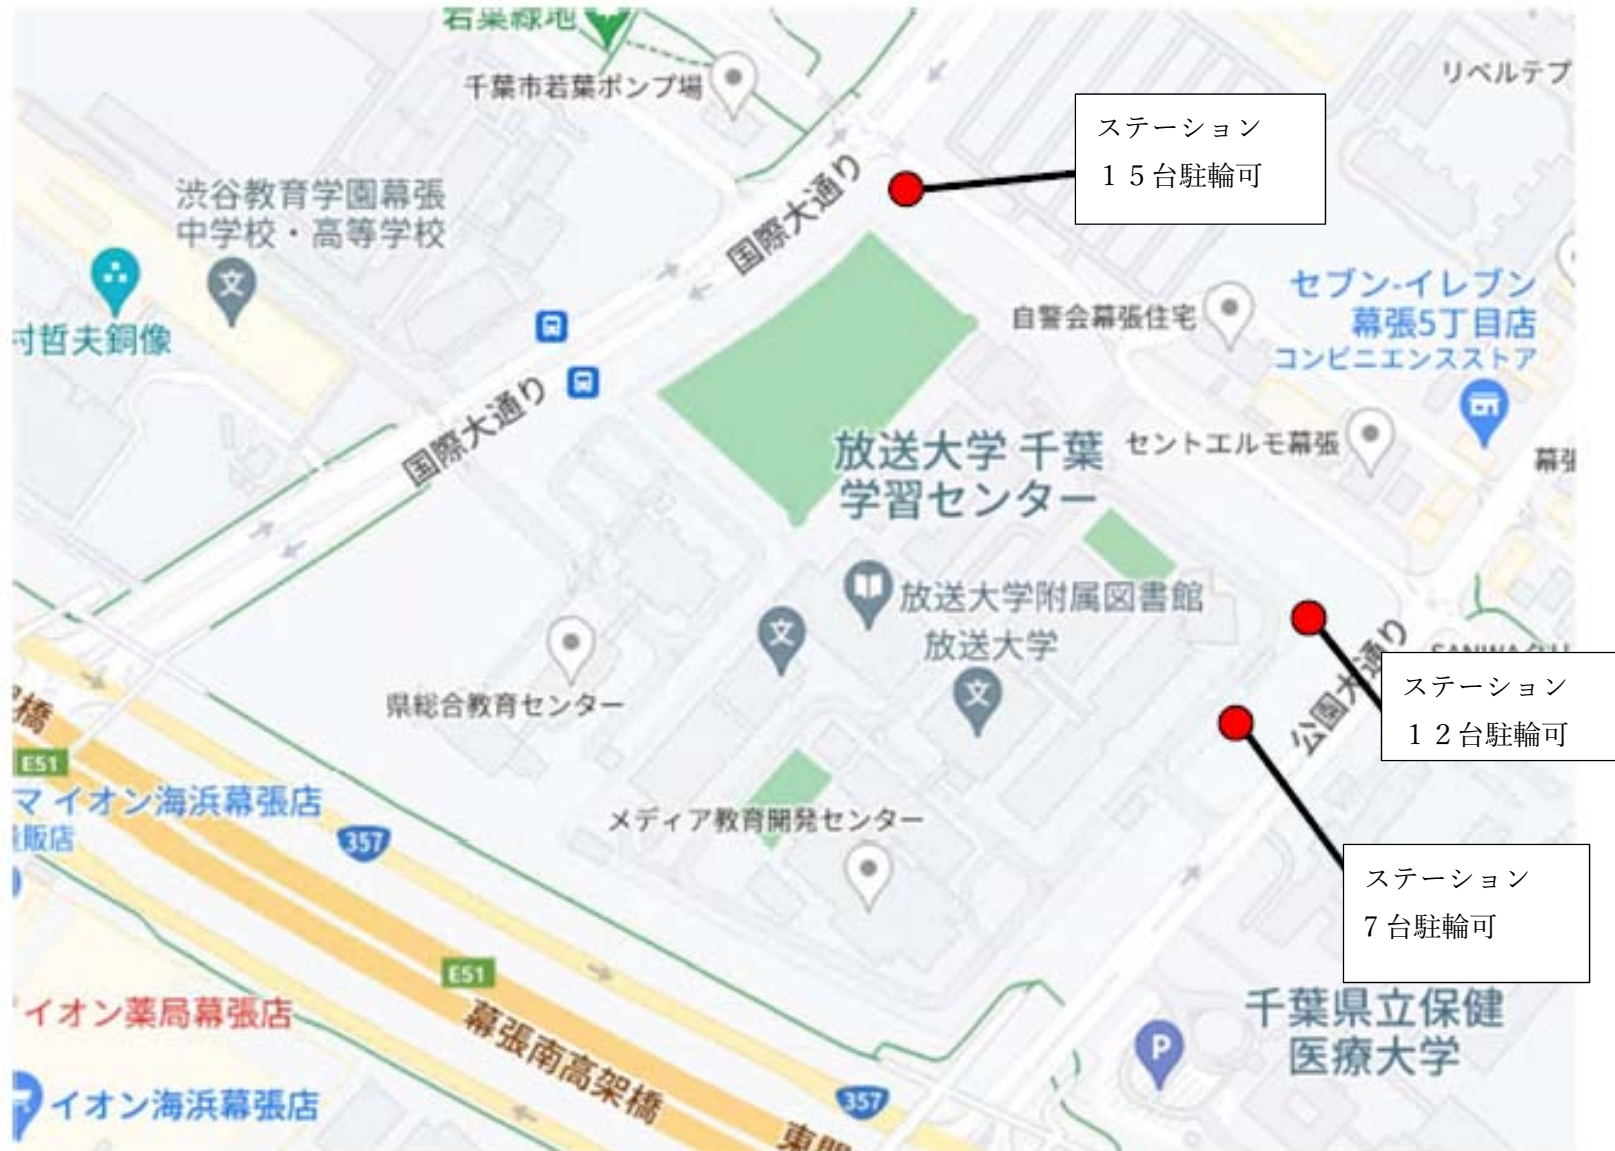 若葉緑地
千葉市若葉ポンプ場
リベルテプ
ステーション
１５台駐輪可
渋谷教育学園幕張
中学校・高等学校
国際大通り
村哲夫銅像
セブン-イレブン
幕張5丁目店
コンビニエンスストア
自警会幕張住宅
国際大通り
放送大学 千葉
学習センター
セントエルモ幕張
幕張
放送大学附属図書館
放送大学
県総合教育センター
公園大通り
ステーション
１２台駐輪可
橋
E51
マ イオン海浜幕張店
販店
357
メディア教育開発センター
ステーション
7台駐輪可
E51
イオン薬局幕張店
幕張南高架橋
千葉県立保健
医療大学
P
イオン海浜幕張店
357
東関